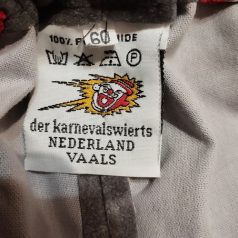 100% P 60 IDE
P
der karnevalswierts
NEDERLAND
VAALS